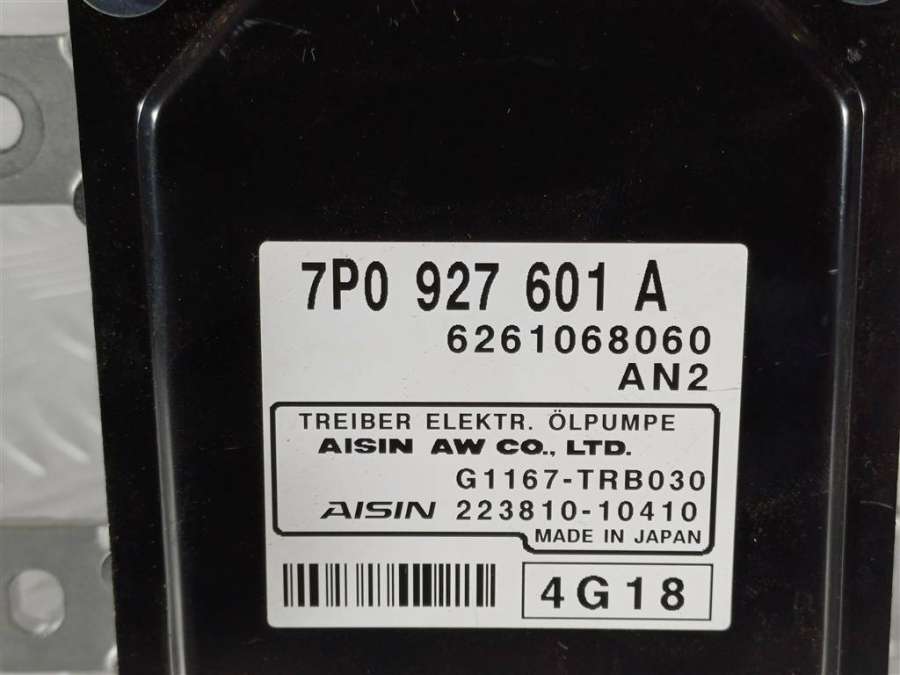 7P0 927 601 A
6261068060
AN2
TREIBER ELEKTR. ÖLPUMPE
AISIN AW CO., LTD.
G1167-TRB030
AISIN 223810-10410
MADE IN JAPAN
4G18